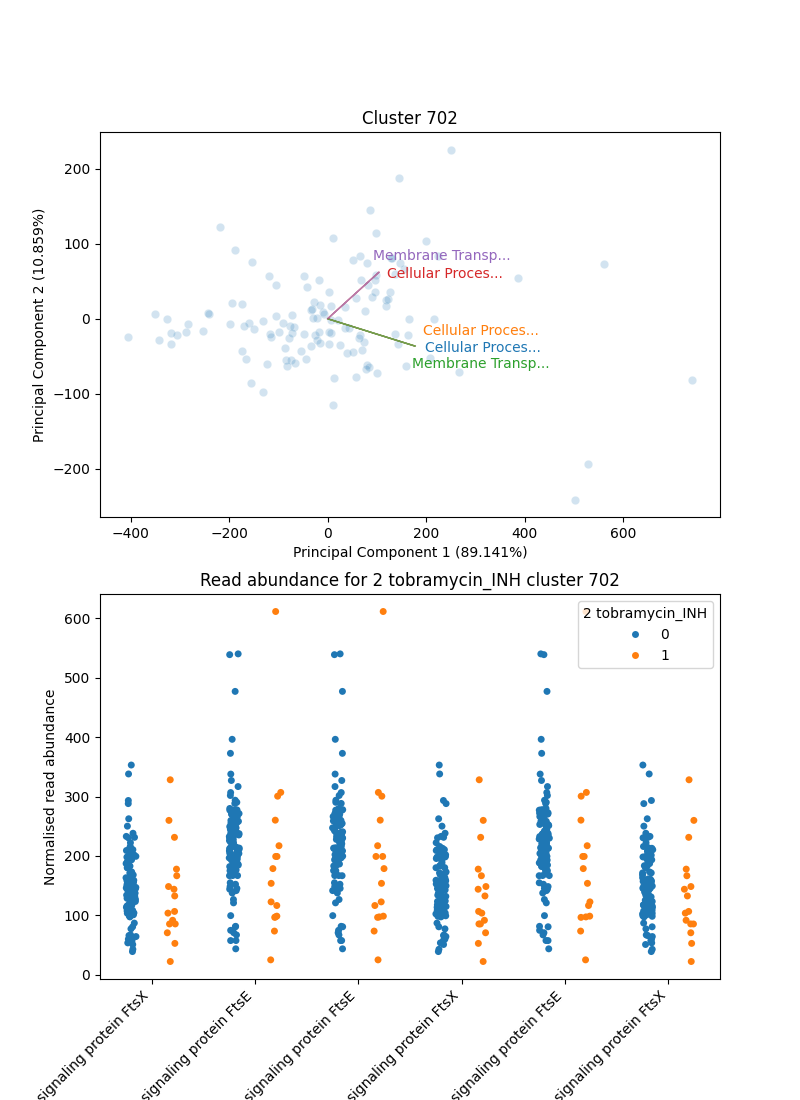 Cluster 702
200
100
0
−100
−200
Principal Component 2 (10.859%)
Membrane Transp...
Cellular Proces...
Cellular Proces...
Cellular Proces...
Membrane Transp...
−400
−200
0
200
400
600
Principal Component 1 (89.141%)
Read abundance for 2 tobramycin_INH cluster 702
600
500
400
300
200
100
0
Normalised read abundance
2 tobramycin_INH
0
1
signaling protein FtsX
signaling protein FtsE
signaling protein FtsE
signaling protein FtsX
signaling protein FtsE
signaling protein FtsX